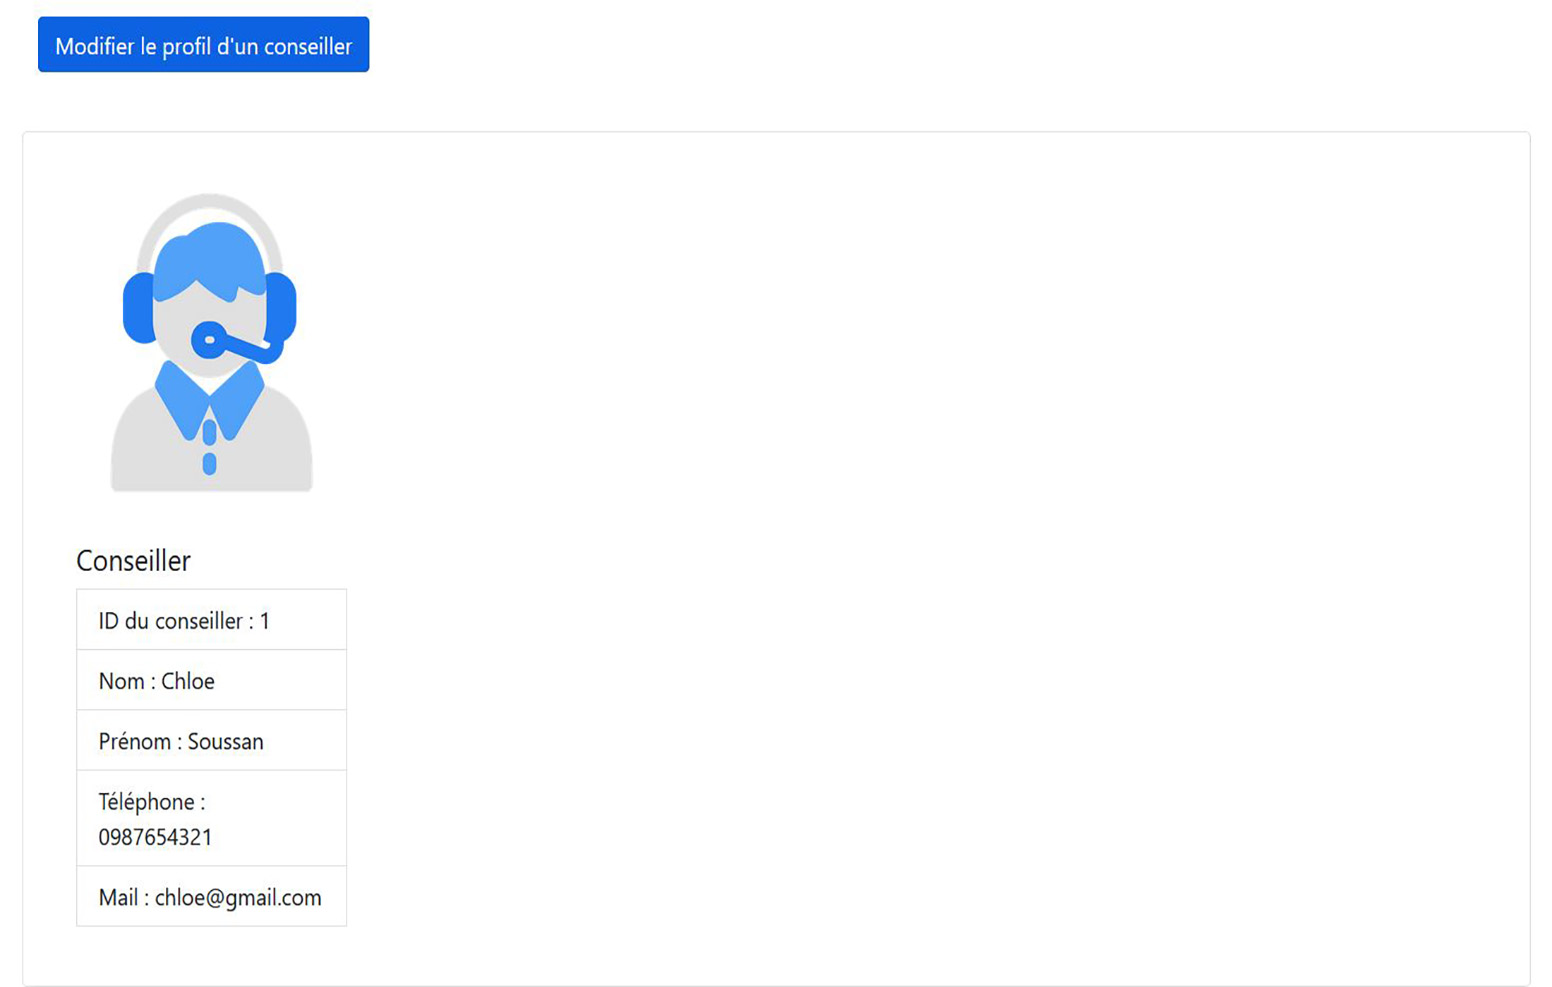 Modifier le profil d'un conseiller
Conseiller
ID du conseiller : 1
Nom : Chloe
Prénom : Soussan
Téléphone :
0987654321
Mail : chloe@gmail.com